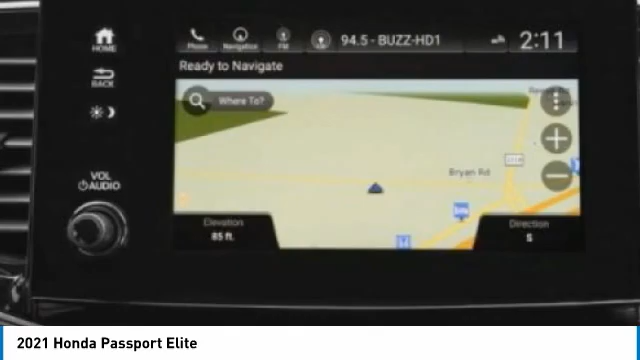 HOME
BACK
VOL
AUDIO
Phone
Navigation
FM
94.5 - BUZZ-HD1
2:11
Ready to Navigate
Where To?
Bryan Rd
Elevation
85 ft.
Direction
S
2021 Honda Passport Elite